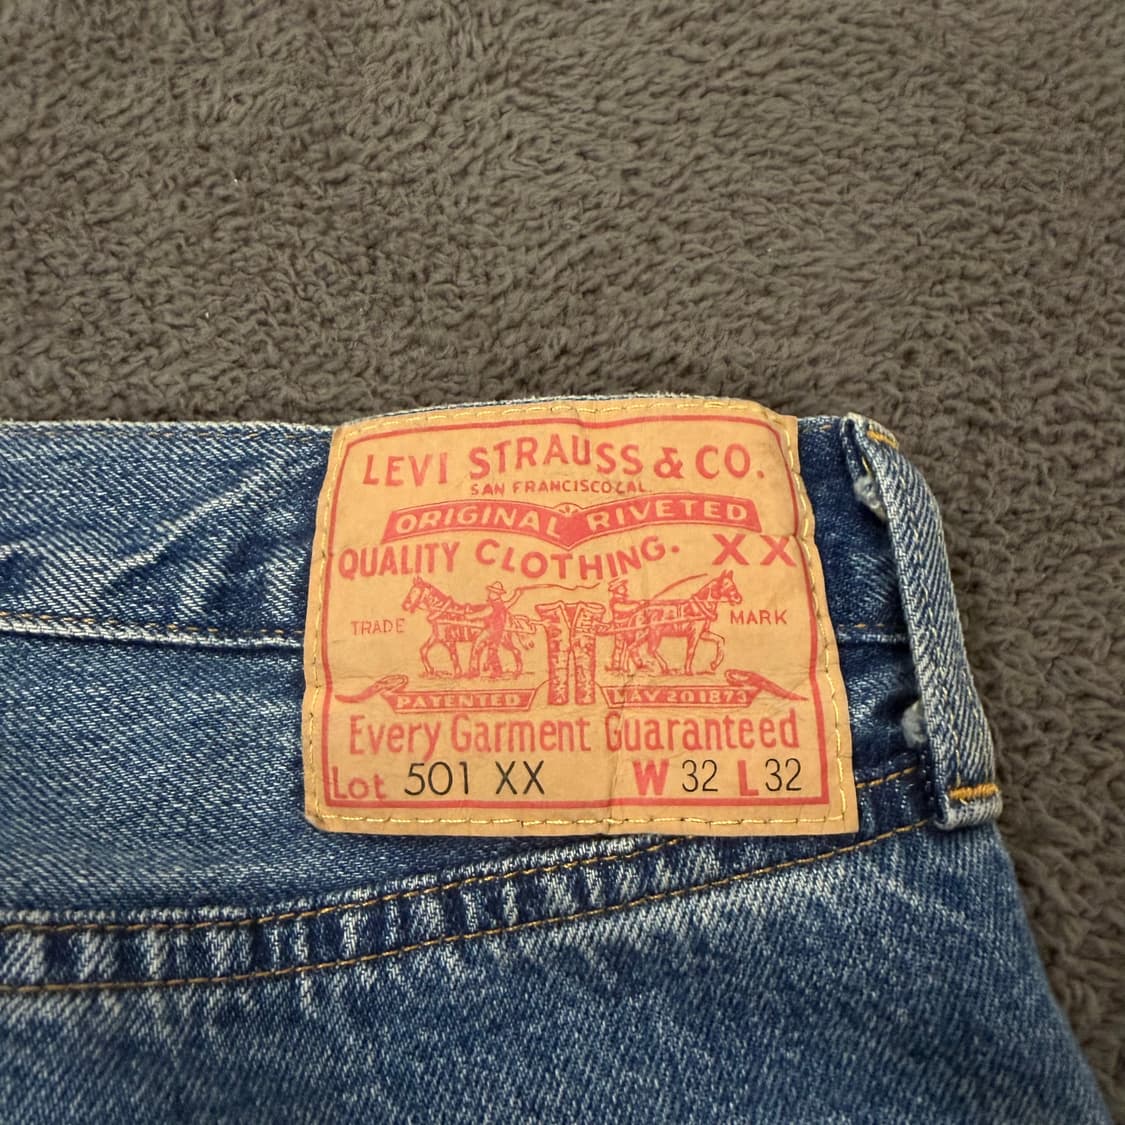 LEVI STRAUSS & CO.
SAN FRANCISCO CAL
ORIGINAL RIVETED
QUALITY CLOTHING. XX
TRADE MARK
PATENTED MAY 20 1873
Every Garment Guaranteed
Lot 501 XX W 32 L 32